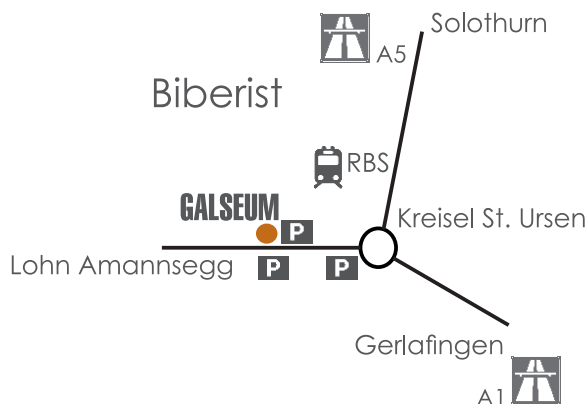 Solothurn
A5
Biberist
RBS
GALSEUM
P
Kreisel St. Ursen
Lohn Amannsegg
P
P
Gerlafingen
A1